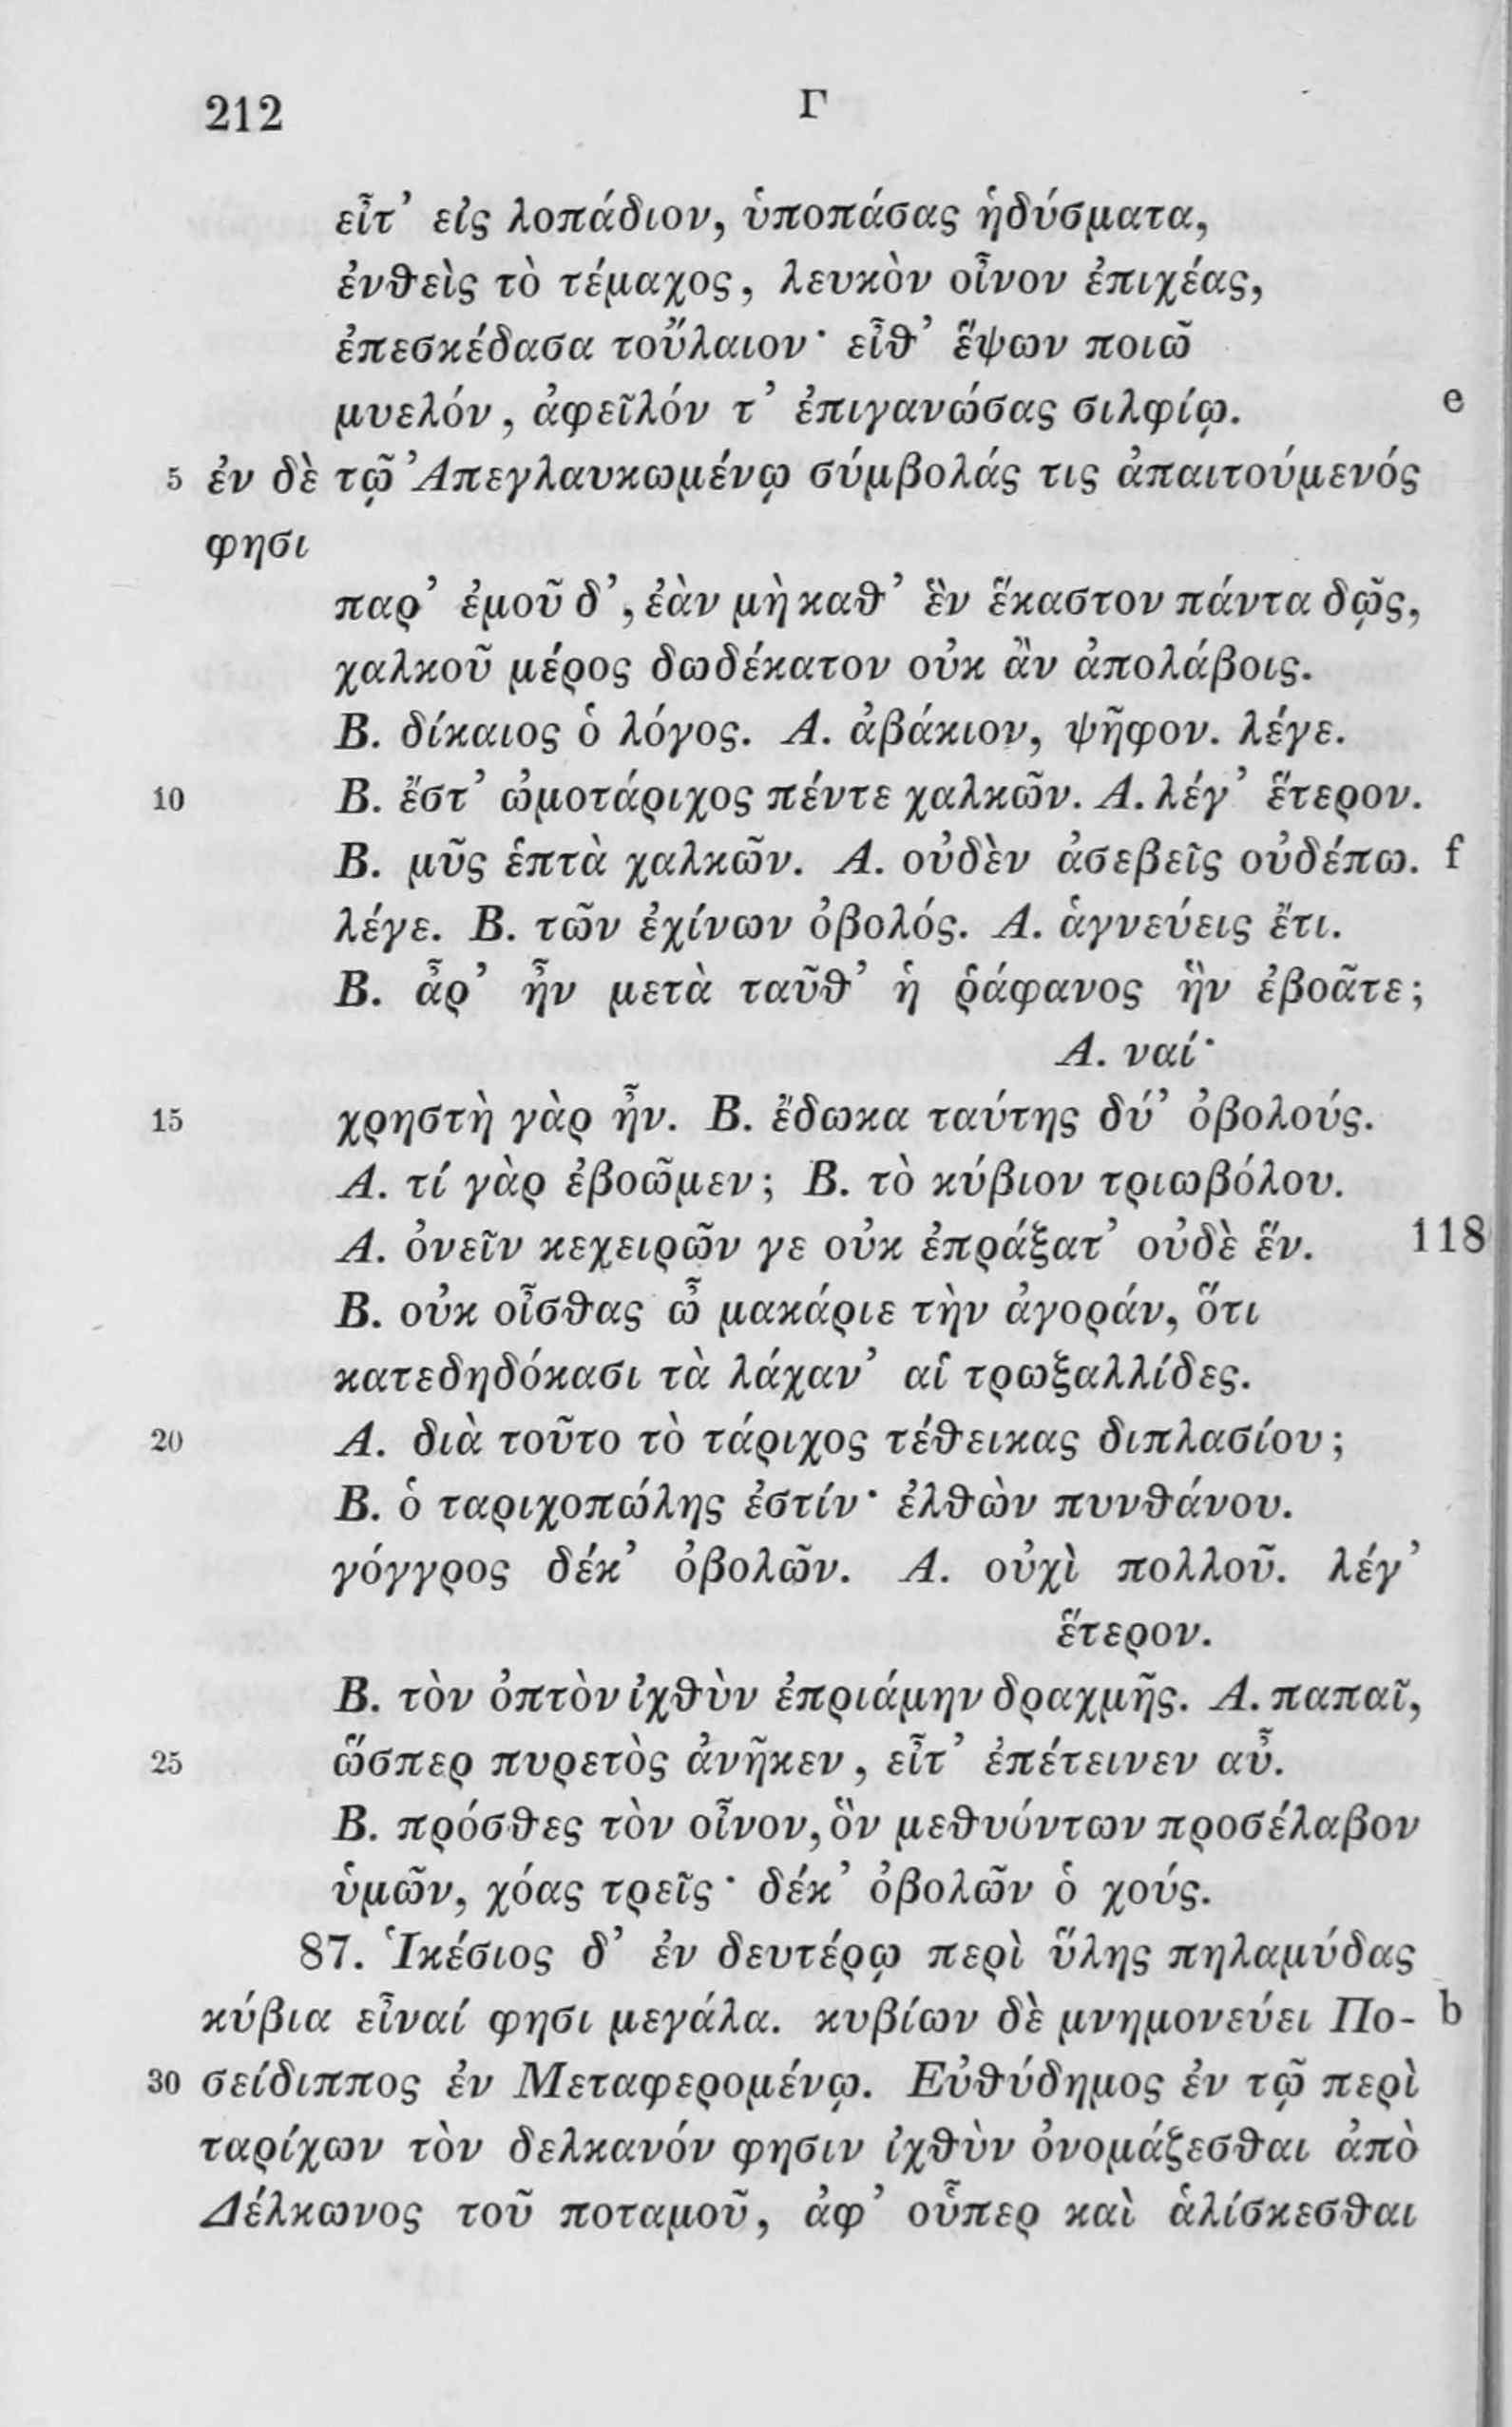 212 Γ
εἶτ’ εἰς λοπάδιον, ὑποπάσας ἡδύσματα,
ἐνθεὶς τὸ τέμαχος, λευκὸν οἶνον ἐπιχέας,
ἐπεσκέδασα τοὔλαιον· εἶθ’ ἕψων ποιῶ
μυελόν, ἀφεῖλόν τ’ ἐπιγανώσας σιλφίῳ. e
5 ἐν δὲ τῷ Ἀπεγλαυκωμένῳ σύμβολάς τις ἀπαιτούμενός
φησι
παρ’ ἐμοῦ δ’, ἐὰν μὴ καθ’ ἓν ἕκαστον πάντα δῷς,
χαλκοῦ μέρος δωδέκατον οὐκ ἂν ἀπολάβοις.
Β. δίκαιος ὁ λόγος. Α. ἀβάκιον, ψῆφον. λέγε.
10 Β. ἔστ’ ὠμοτάριχος πέντε χαλκῶν. Α. λέγ’ ἕτερον.
Β. μῦς ἑπτὰ χαλκῶν. Α. οὐδὲν ἀσεβεῖς οὐδέπω. f
λέγε. Β. τῶν ἐχίνων ὀβολός. Α. ἁγνεύεις ἔτι.
Β. ἆρ’ ἦν μετὰ ταῦθ’ ἡ ῥάφανος ἣν ἐβοᾶτε;
Α. ναί·
15 χρηστὴ γὰρ ἦν. Β. ἔδωκα ταύτης δύ’ ὀβολούς.
Α. τί γὰρ ἐβοῶμεν; Β. τὸ κύβιον τριωβόλου.
Α. ὀνεῖν κεχειρῶν γε οὐκ ἐπράξατ’ οὐδὲ ἕν. 118
Β. οὐκ οἶσθας ὦ μακάριε τὴν ἀγοράν, ὅτι
κατεδηδόκασι τὰ λάχαν’ αἱ τρωξαλλίδες.
20 Α. διὰ τοῦτο τὸ τάριχος τέθεικας διπλασίου;
Β. ὁ ταριχοπώλης ἐστίν· ἐλθὼν πυνθάνου.
γόγγρος δέκ’ ὀβολῶν. Α. οὐχὶ πολλοῦ. λέγ’
ἕτερον.
Β. τὸν ὀπτὸν ἰχθὺν ἐπριάμην δραχμῆς. Α. παπαῖ,
25 ὥσπερ πυρετὸς ἀνῆκεν, εἶτ’ ἐπέτεινεν αὖ.
Β. πρόσθες τὸν οἶνον, ὃν μεθυόντων προσέλαβον
ὑμῶν, χόας τρεῖς· δέκ’ ὀβολῶν ὁ χούς.
87. Ἱκέσιος δ’ ἐν δευτέρῳ περὶ ὕλης πηλαμύδας
κύβια εἶναί φησι μεγάλα. κυβίων δὲ μνημονεύει Πο- b
30 σείδιππος ἐν Μεταφερομένῳ. Εὐθύδημος ἐν τῷ περὶ
ταρίχων τὸν δελκανόν φησιν ἰχθὺν ὀνομάζεσθαι ἀπὸ
Δέλκωνος τοῦ ποταμοῦ, ἀφ’ οὗπερ καὶ ἁλίσκεσθαι